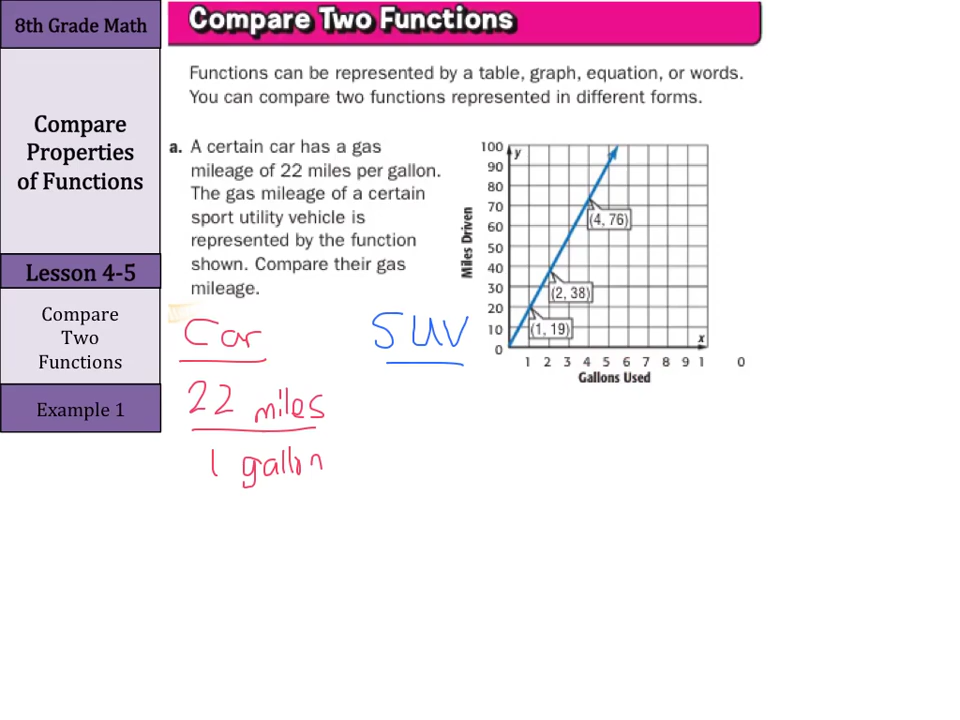 8th Grade Math
Compare
Properties
of Functions
Lesson 4-5
Compare
Two
Functions
Example 1
Compare Two Functions
Functions can be represented by a table, graph, equation, or words.
You can compare two functions represented in different forms.
a. A certain car has a gas
mileage of 22 miles per gallon.
The gas mileage of a certain
sport utility vehicle is
represented by the function
shown. Compare their gas
mileage.
Car
22 miles
1 gallon
SUV
Miles Driven
100
90
80
70
60
50
40
30
20
10
0
y
(4, 76)
(2, 38)
(1, 19)
x
1 2 3 4 5 6 7 8 9 1 0
Gallons Used